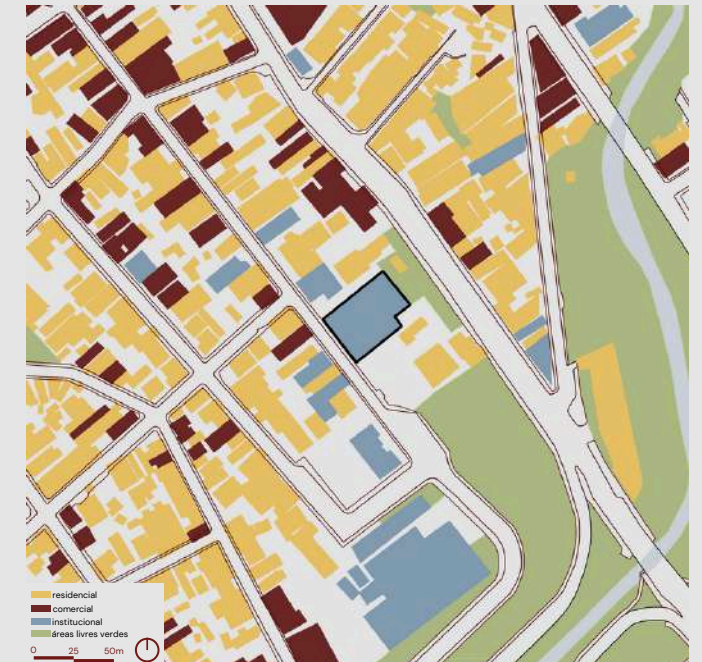 residencial
comercial
institucional
áreas livres verdes
0 25 50m